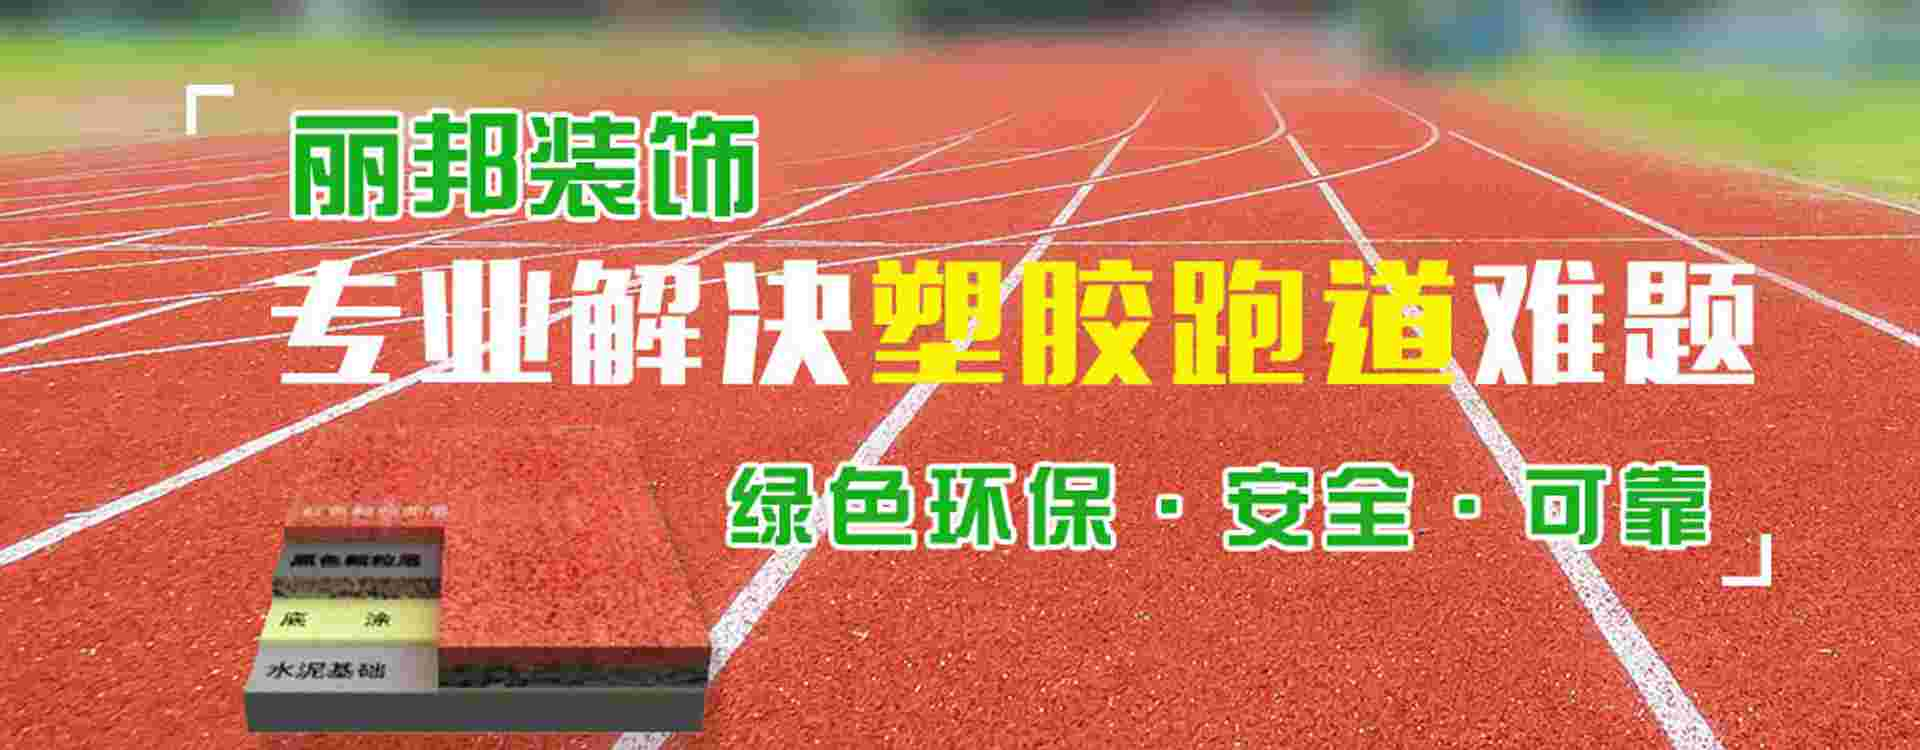 丽邦装饰
专业解决塑胶跑道难题
绿色环保·安全·可靠
黑色颗粒层
底涂
水泥基础